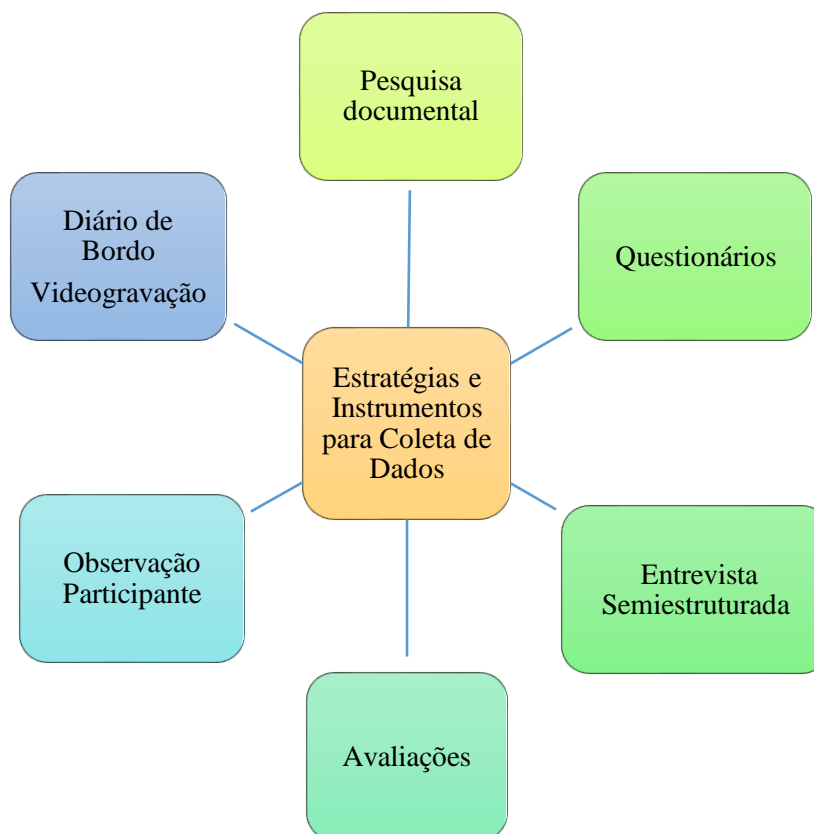 Pesquisa
documental
Diário de
Bordo
Videogravação
Questionários
Estratégias e
Instrumentos
para Coleta de
Dados
Observação
Participante
Entrevista
Semiestruturada
Avaliações